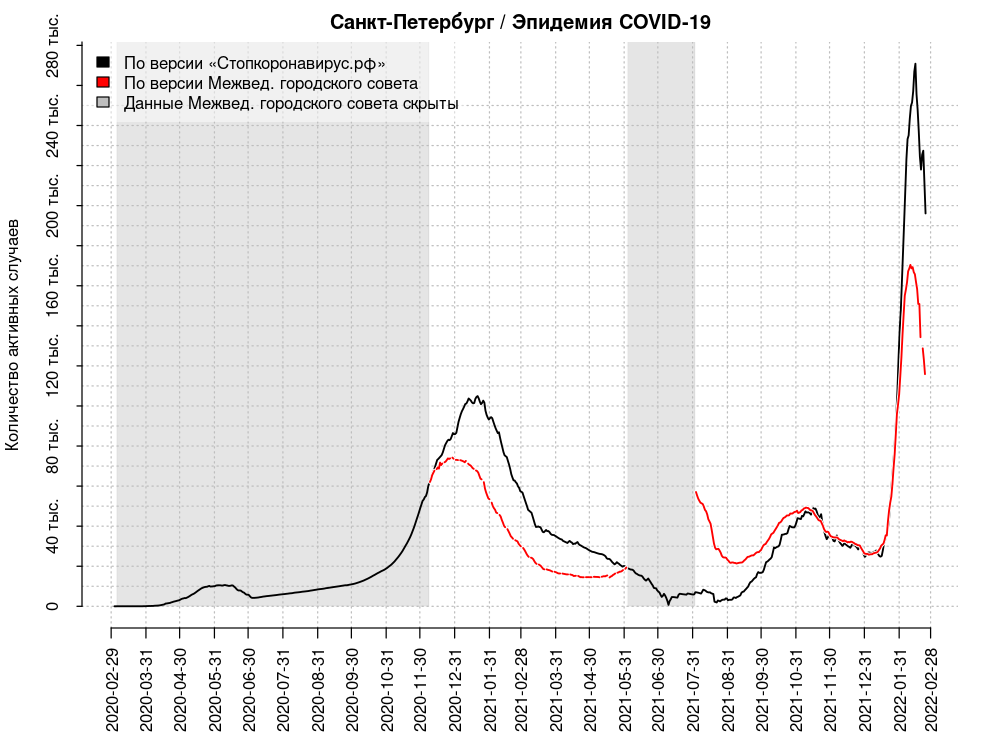 Санкт-Петербург / Эпидемия COVID-19
По версии «Стопкоронавирус.рф»
По версии Межвед. городского совета
Данные Межвед. городского совета скрыты
Количество активных случаев
280 тыс.
240 тыс.
200 тыс.
160 тыс.
120 тыс.
80 тыс.
40 тыс.
0
2020-02-29
2020-03-31
2020-04-30
2020-05-31
2020-06-30
2020-07-31
2020-08-31
2020-09-30
2020-10-31
2020-11-30
2020-12-31
2021-01-31
2021-02-28
2021-03-31
2021-04-30
2021-05-31
2021-06-30
2021-07-31
2021-08-31
2021-09-30
2021-10-31
2021-11-30
2021-12-31
2022-01-31
2022-02-28